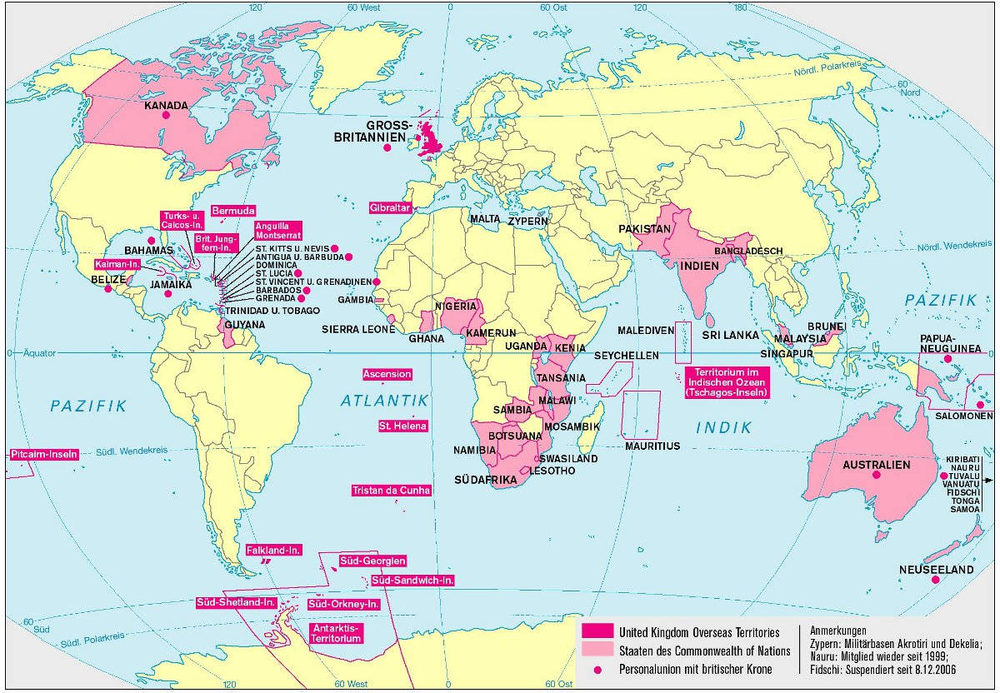 120
60 West
0
60 Ost
120
180
Nördl. Polarkreis
60
Nord
KANADA
GROSS-
BRITANNIEN
Gibraltar
MALTA
ZYPERN
Bermuda
Turks- u.
Caicos-In.
Anguilla
Montserrat
Brit. Jung-
fern-In.
BAHAMAS
Kaiman-In.
BELIZE
JAMAIKA
ST. KITTS U. NEVIS
ANTIGUA U. BARBUDA
DOMINICA
ST. LUCIA
ST. VINCENT U. GRENADINEN
BARBADOS
GRENADA
TRINIDAD U. TOBAGO
GUYANA
PAKISTAN
INDIEN
BANGLADESCH
Nördl. Wendekreis
PAZIFIK
GAMBIA
SIERRA LEONE
NIGERIA
GHANA
KAMERUN
UGANDA
KENIA
MALEDIVEN
SRI LANKA
BRUNEI
MALAYSIA
SINGAPUR
PAPUA-
NEUGUINEA
0
Äquator
0
SEYCHELLEN
TANSANIA
Territorium im
Indischen Ozean
(Tschagos-Inseln)
Ascension
PAZIFIK
ATLANTIK
St. Helena
SAMBIA
MALAWI
MOSAMBIK
INDIK
SALOMONEN
BOTSUANA
NAMIBIA
MAURITIUS
SWASILAND
LESOTHO
SÜDAFRIKA
Südl. Wendekreis
Pitcairn-Inseln
AUSTRALIEN
KIRIBATI
NAURU
TUVALU
VANUATU
FIDSCHI
TONGA
SAMOA
Tristan da Cunha
Falkland-In.
Süd-Georgien
Süd-Sandwich-In.
NEUSEELAND
Süd-Shetland-In.
Süd-Orkney-In.
Antarktis-
Territorium
60
Süd
Südl. Polarkreis
120
60 West
0
60 Ost
United Kingdom Overseas Territories
Staaten des Commonwealth of Nations
Personalunion mit britischer Krone
Anmerkungen
Zypern: Militärbasen Akrotiri und Dekelia;
Nauru: Mitglied wieder seit 1999;
Fidschi: Suspendiert seit 8.12.2006